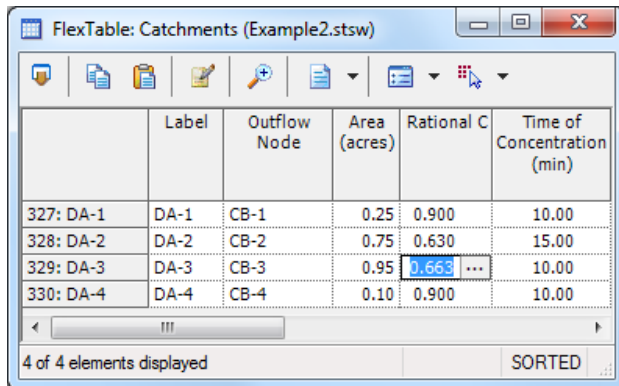 FlexTable: Catchments (Example2.stsw)
Label Outflow Node Area (acres) Rational C Time of Concentration (min)
327: DA-1 DA-1 CB-1 0.25 0.900 10.00
328: DA-2 DA-2 CB-2 0.75 0.630 15.00
329: DA-3 DA-3 CB-3 0.95 0.663 ... 10.00
330: DA-4 DA-4 CB-4 0.10 0.900 10.00
4 of 4 elements displayed SORTED